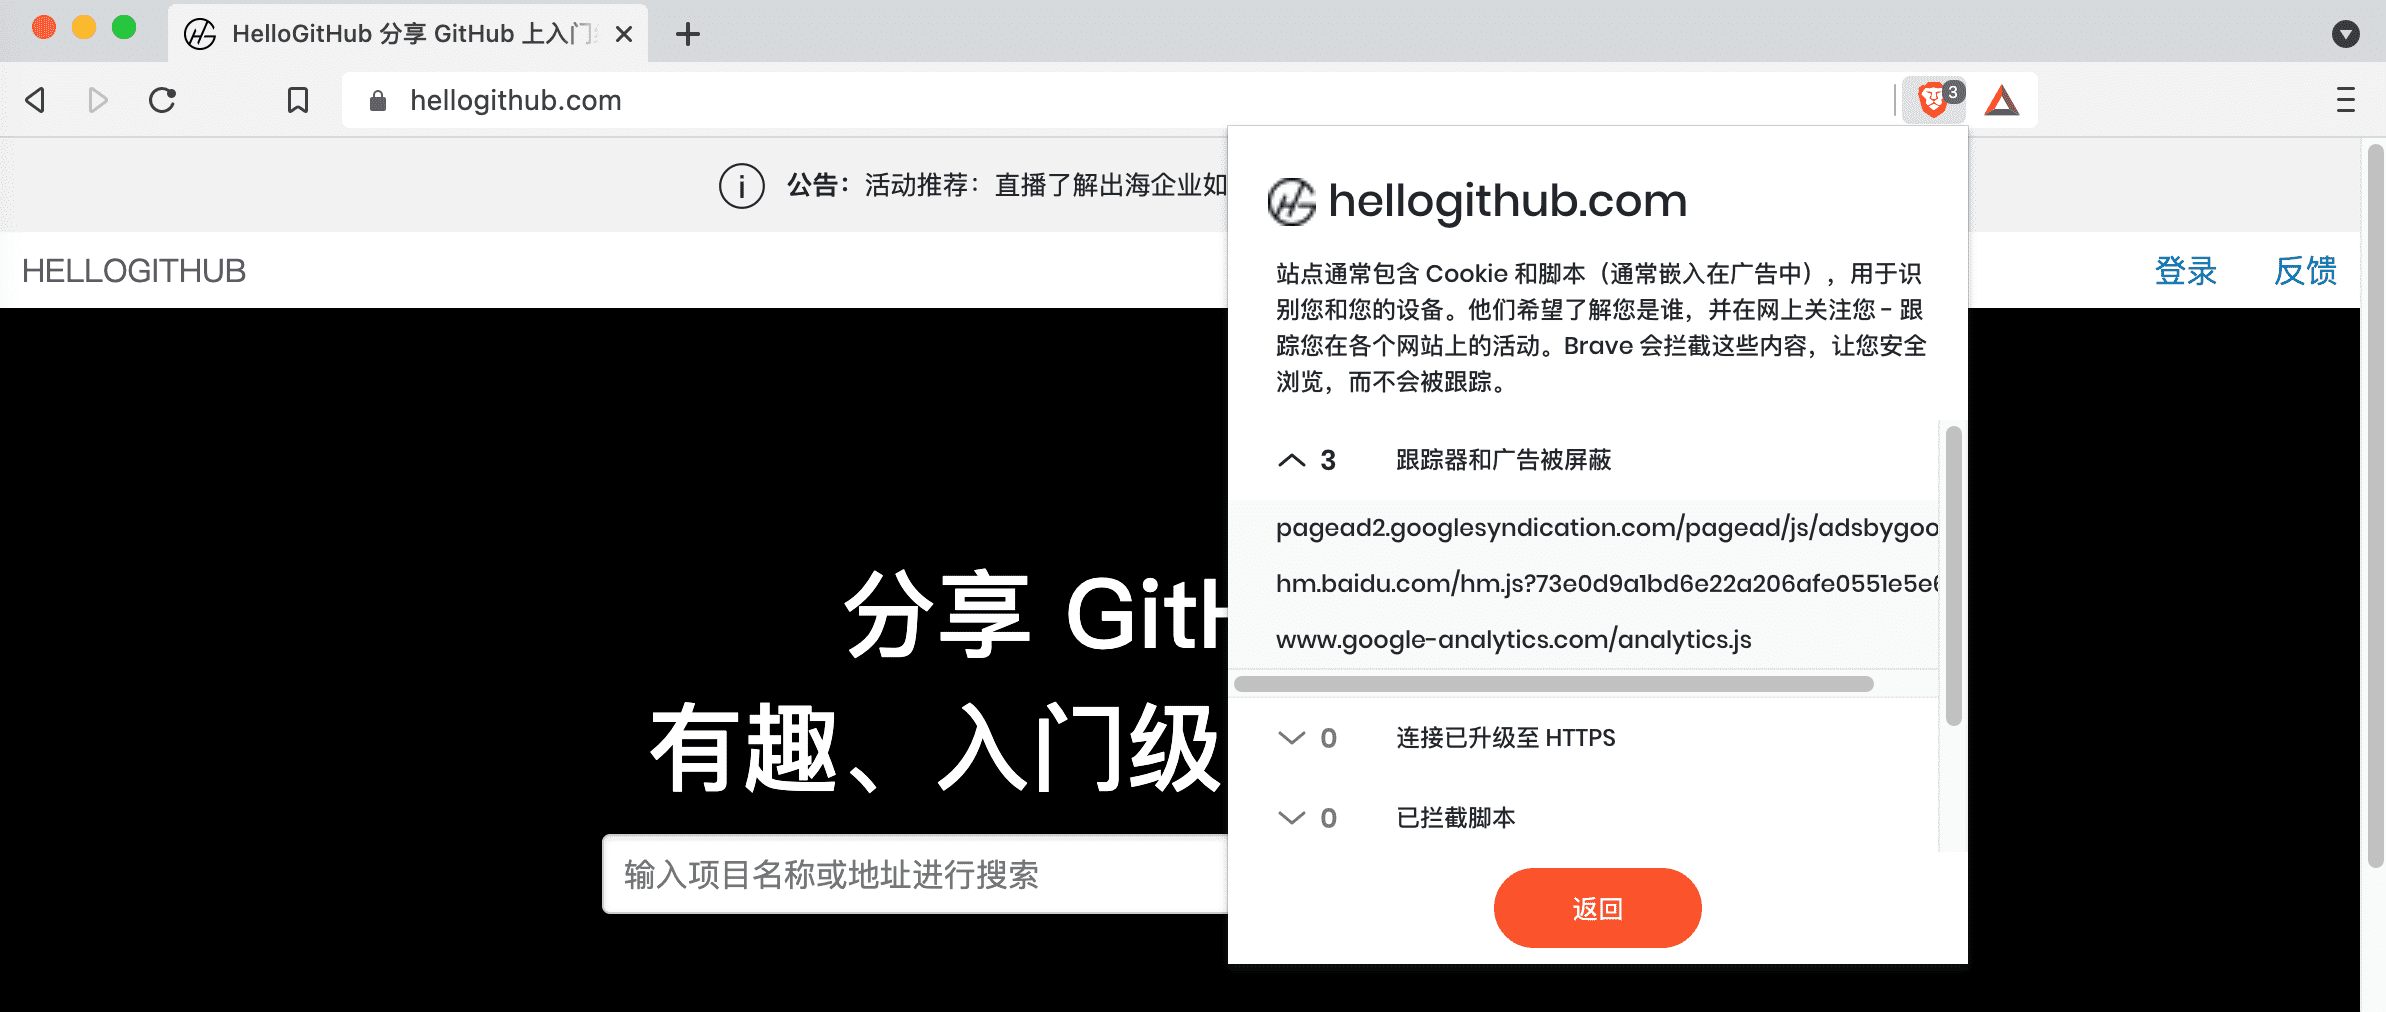 HelloGitHub 分享 GitHub 上入门
hellogithub.com
3
公告：活动推荐：直播了解出海企业如
HELLOGITHUB
登录
反馈
分享 GitH
有趣、入门级
输入项目名称或地址进行搜索
hellogithub.com
站点通常包含 Cookie 和脚本（通常嵌入在广告中），用于识
别您和您的设备。他们希望了解您是谁，并在网上关注您 - 跟
踪您在各个网站上的活动。Brave 会拦截这些内容，让您安全
浏览，而不会被跟踪。
3 跟踪器和广告被屏蔽
pagead2.googlesyndication.com/pagead/js/adsbygoo
hm.baidu.com/hm.js?73e0d9a1bd6e22a206afe0551e5e6
www.google-analytics.com/analytics.js
0 连接已升级至 HTTPS
0 已拦截脚本
返回